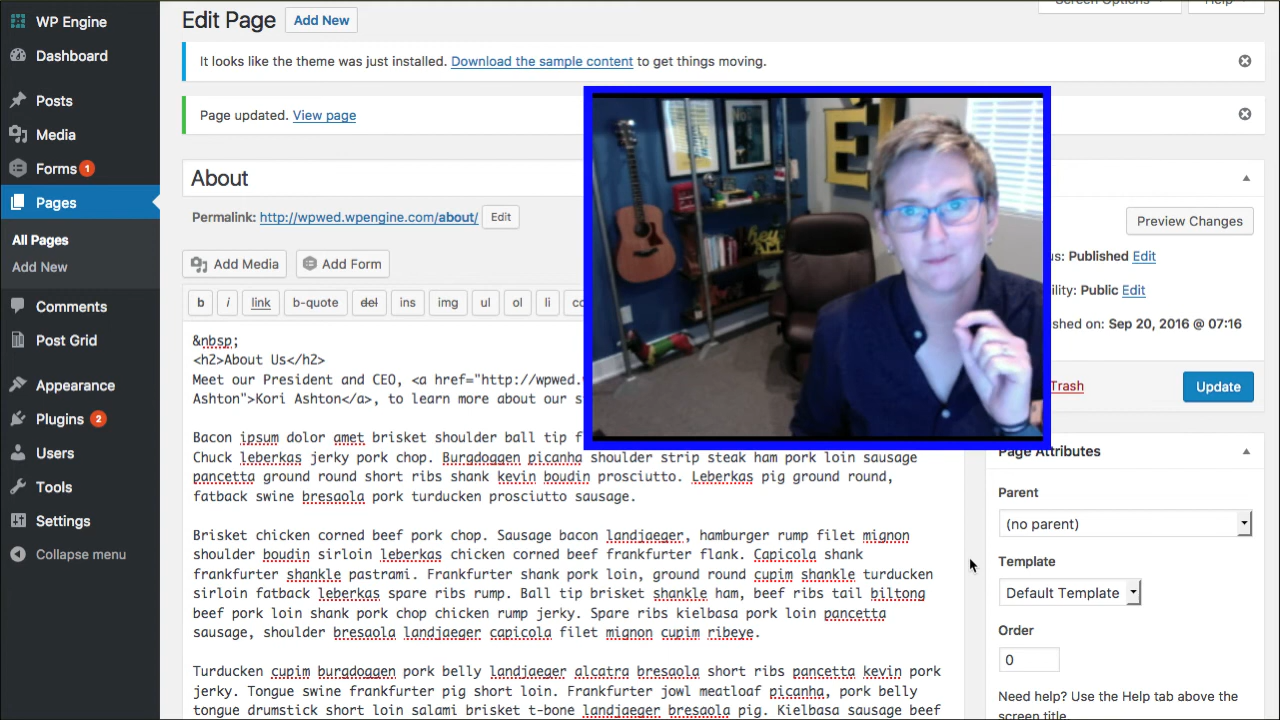 WP Engine
Dashboard
Posts
Media
Forms 1
Pages
All Pages
Add New
Comments
Post Grid
Appearance
Plugins 2
Users
Tools
Settings
Collapse menu
Screen Options
Help
Edit Page
Add New
It looks like the theme was just installed. Download the sample content to get things moving.
Page updated. View page
About
Permalink: http://wpwed.wpengine.com/about/ Edit
Add Media
Add Form
b i link b-quote del ins img ul ol li co
&nbsp;
<h2>About Us</h2>
Meet our President and CEO, <a href="http://wpwed.
Ashton">Kori Ashton</a>, to learn more about our s
Bacon ipsum dolor amet brisket shoulder ball tip f
Chuck leberkas jerky pork chop. Burgdoggen picanha shoulder strip steak ham pork loin sausage
pancetta ground round short ribs shank kevin boudin prosciutto. Leberkas pig ground round,
fatback swine bresaola pork turducken prosciutto sausage.
Brisket chicken corned beef pork chop. Sausage bacon landjaeger, hamburger rump filet mignon
shoulder boudin sirloin leberkas chicken corned beef frankfurter flank. Capicola shank
frankfurter shankle pastrami. Frankfurter shank pork loin, ground round cupim shankle turducken
sirloin fatback leberkas spare ribs rump. Ball tip brisket shankle ham, beef ribs tail biltong
beef pork loin shank pork chop chicken rump jerky. Spare ribs kielbasa pork loin pancetta
sausage, shoulder bresaola landjaeger capicola filet mignon cupim ribeye.
Turducken cupim burgdoggen pork belly landjaeger alcatra bresaola short ribs pancetta kevin pork
jerky. Tongue swine frankfurter pig short loin. Frankfurter jowl meatloaf picanha, pork belly
tongue drumstick short loin salami brisket t-bone landjaeger bresaola pig. Kielbasa sausage beef
E
hey
Preview Changes
us: Published Edit
ility: Public Edit
shed on: Sep 20, 2016 @ 07:16
Trash
Update
Page Attributes
Parent
(no parent)
Template
Default Template
Order
0
Need help? Use the Help tab above the
screen title.